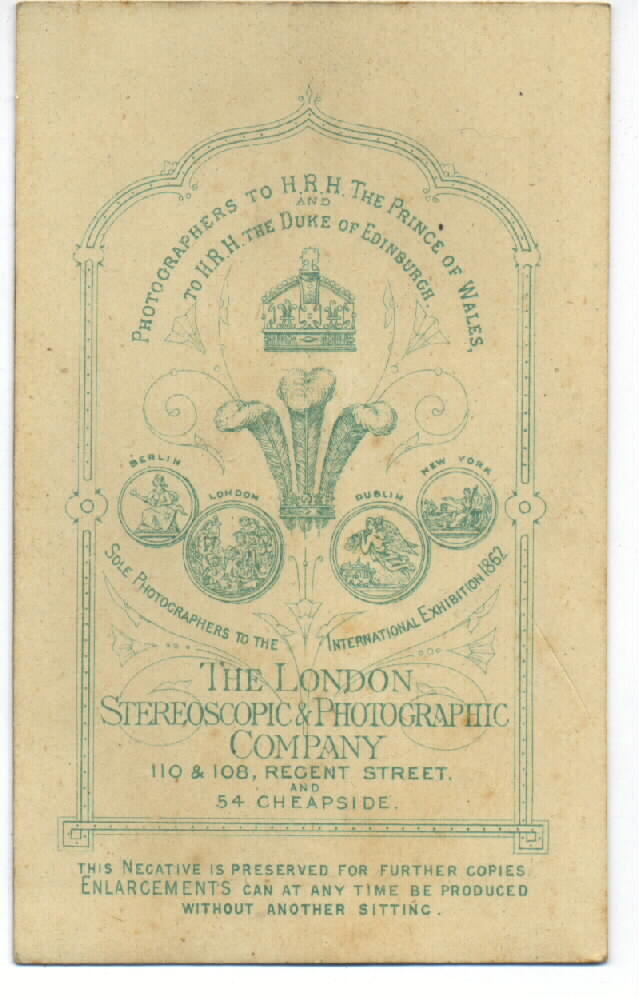 PHOTOGRAPHERS TO H.R.H. THE PRINCE OF WALES,
AND
TO H.R.H. THE DUKE OF EDINBURGH.
BERLIN
LONDON
DUBLIN
NEW YORK
SOLE PHOTOGRAPHERS TO THE INTERNATIONAL EXHIBITION 1862
THE LONDON
STEREOSCOPIC & PHOTOGRAPHIC
COMPANY
110 & 108, REGENT STREET.
AND
54 CHEAPSIDE.
THIS NEGATIVE IS PRESERVED FOR FURTHER COPIES.
ENLARGEMENTS CAN AT ANY TIME BE PRODUCED
WITHOUT ANOTHER SITTING.